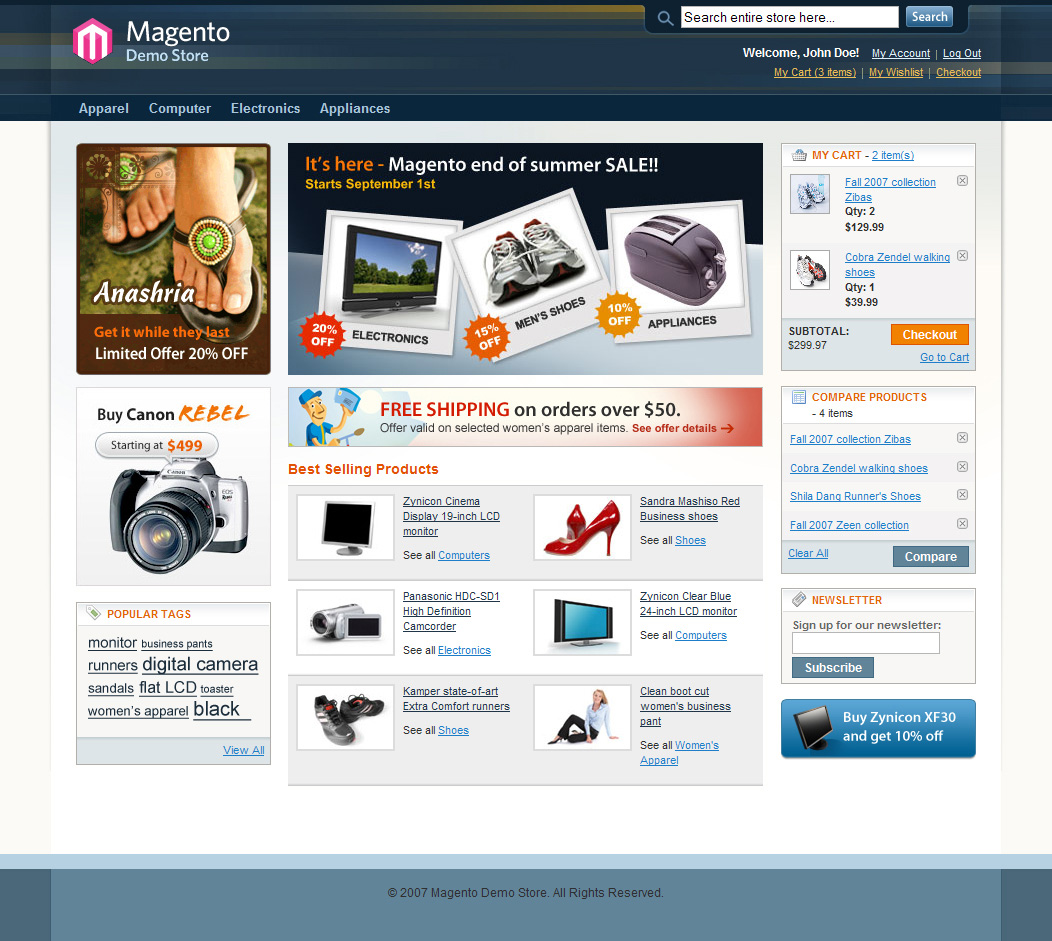 Magento
Demo Store
Search entire store here...
Search
Welcome, John Doe! My Account | Log Out
My Cart (3 items) | My Wishlist | Checkout
Apparel Computer Electronics Appliances
Anashria
Get it while they last
Limited Offer 20% OFF
Buy Canon REBEL
Starting at $499
Canon
EOS
POPULAR TAGS
monitor business pants
runners digital camera
sandals flat LCD toaster
women's apparel black
View All
It's here - Magento end of summer SALE!!
Starts September 1st
20%
OFF
ELECTRONICS
15%
OFF
MEN'S SHOES
10%
OFF
APPLIANCES
FREE SHIPPING on orders over $50.
Offer valid on selected women's apparel items. See offer details
Best Selling Products
Zynicon Cinema
Display 19-inch LCD
monitor
See all Computers
Sandra Mashiso Red
Business shoes
See all Shoes
Panasonic HDC-SD1
High Definition
Camcorder
See all Electronics
Zynicon Clear Blue
24-inch LCD monitor
See all Computers
Kamper state-of-art
Extra Comfort runners
See all Shoes
Clean boot cut
women's business
pant
See all Women's
Apparel
MY CART - 2 item(s)
Fall 2007 collection
Zibas
Qty: 2
$129.99
Cobra Zendel walking
shoes
Qty: 1
$39.99
SUBTOTAL:
$299.97
Checkout
Go to Cart
COMPARE PRODUCTS
- 4 items
Fall 2007 collection Zibas
Cobra Zendel walking shoes
Shila Dang Runner's Shoes
Fall 2007 Zeen collection
Clear All
Compare
NEWSLETTER
Sign up for our newsletter:
Subscribe
Buy Zynicon XF30
and get 10% off
© 2007 Magento Demo Store. All Rights Reserved.